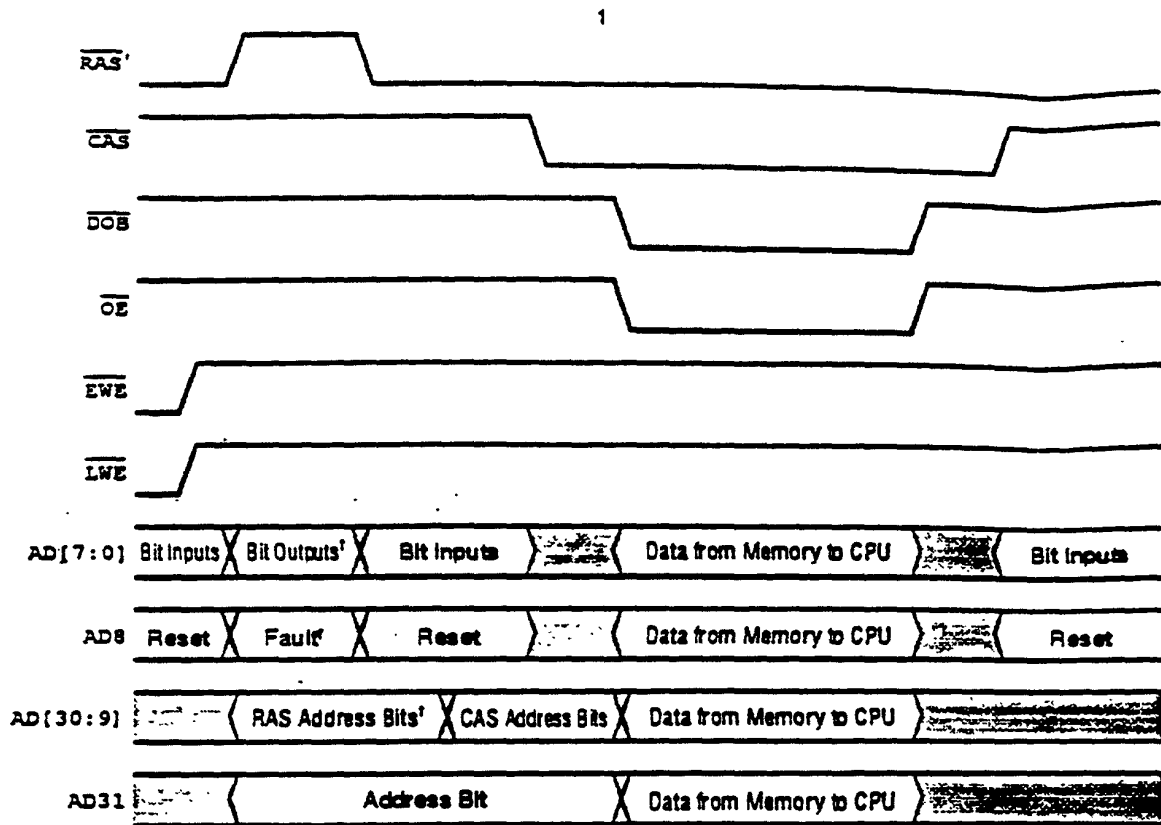 1
RAS'
CAS
DOB
OE
EWE
LWE
AD[7:0] Bit Inputs Bit Outputs† Bit Inputs Data from Memory to CPU Bit Inputs
AD8 Reset Fault† Reset Data from Memory to CPU Reset
AD[30:9] RAS Address Bits† CAS Address Bits Data from Memory to CPU
AD31 Address Bit Data from Memory to CPU